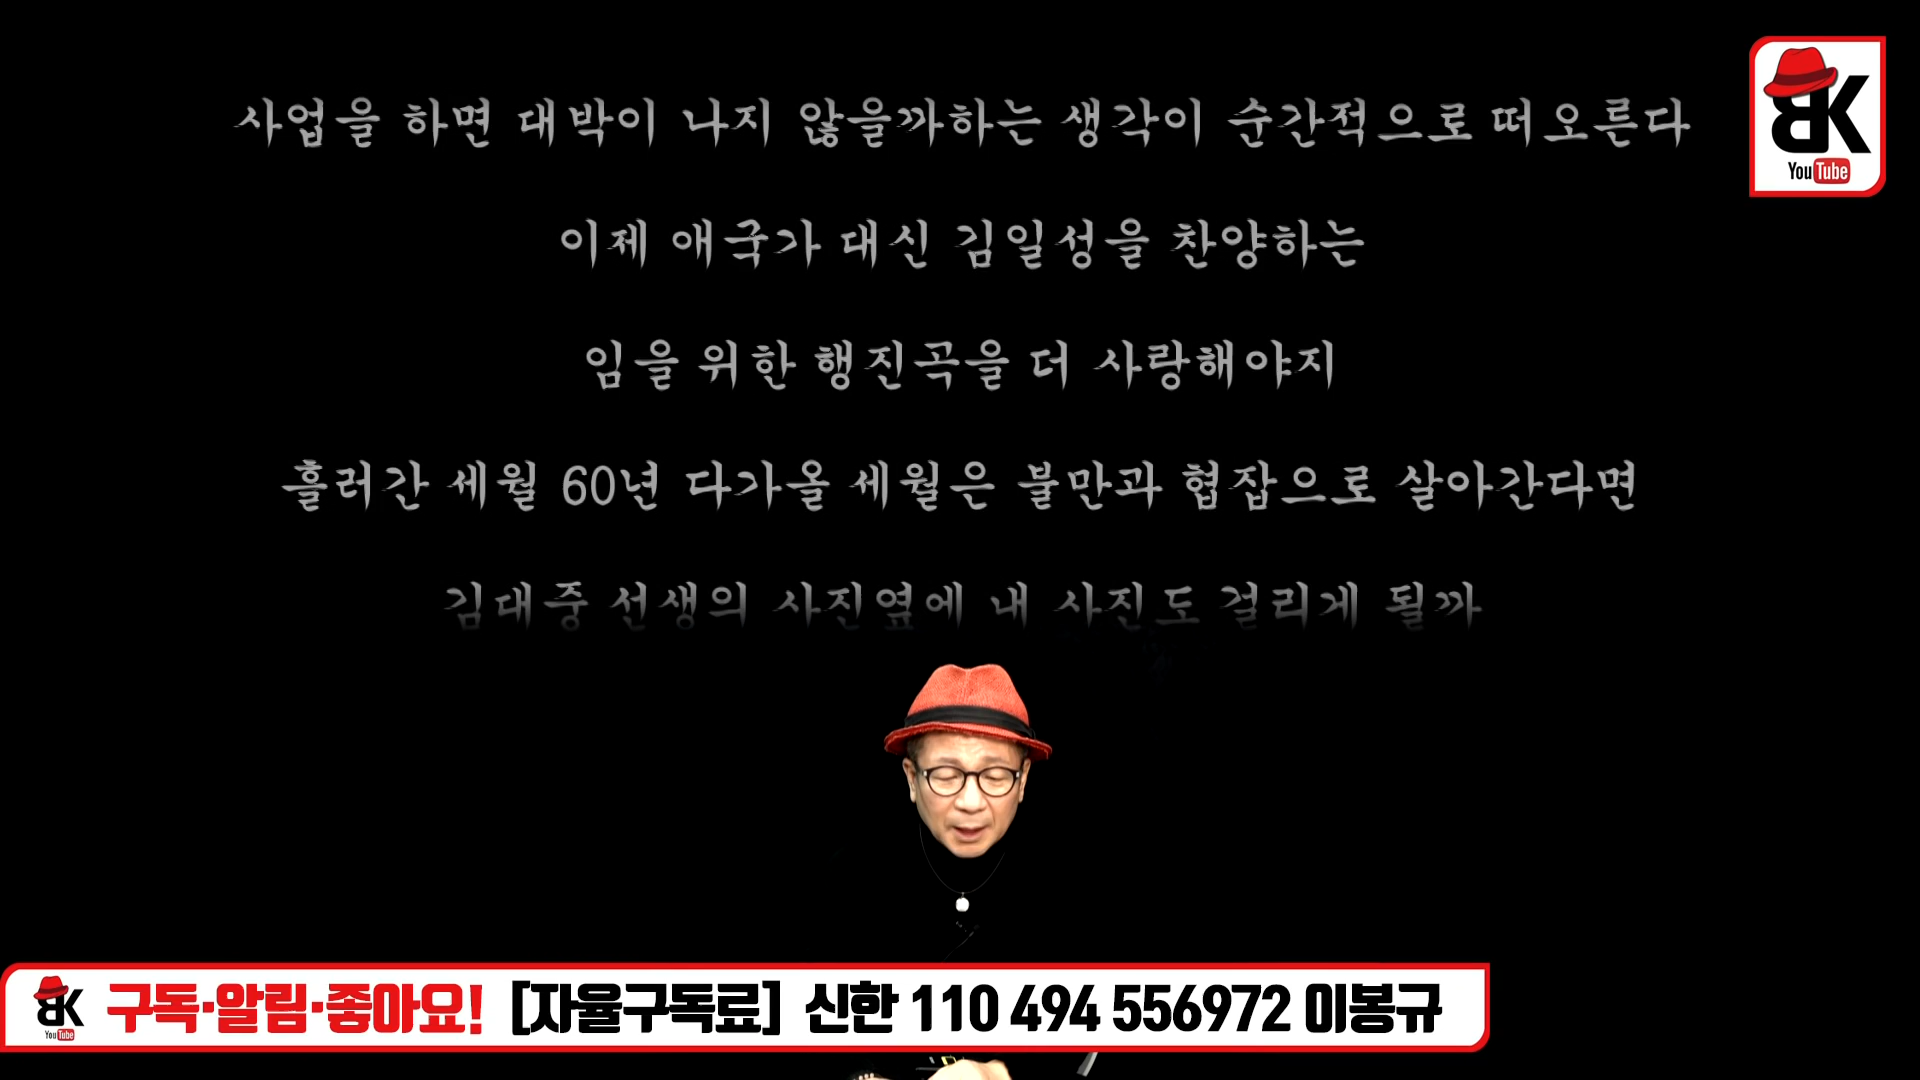 사업을 하면 대박이 나지 않을까하는 생각이 순간적으로 떠오른다
BK
YouTube
이제 애국가 대신 김일성을 찬양하는
임을 위한 행진곡을 더 사랑해야지
흘러간 세월 60년 다가올 세월은 불만과 협잡으로 살아간다면
김대중 선생의 사진옆에 내 사진도 걸리게 될까
BK
YouTube
구독·알림·좋아요! [자율구독료] 신한 110 494 556972 이봉규